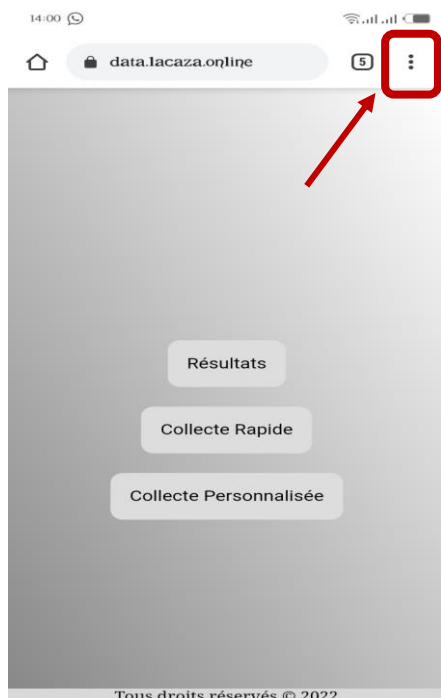 14:00
data.lacaza.online
5
Résultats
Collecte Rapide
Collecte Personnalisée
Tous droits réservés © 2022